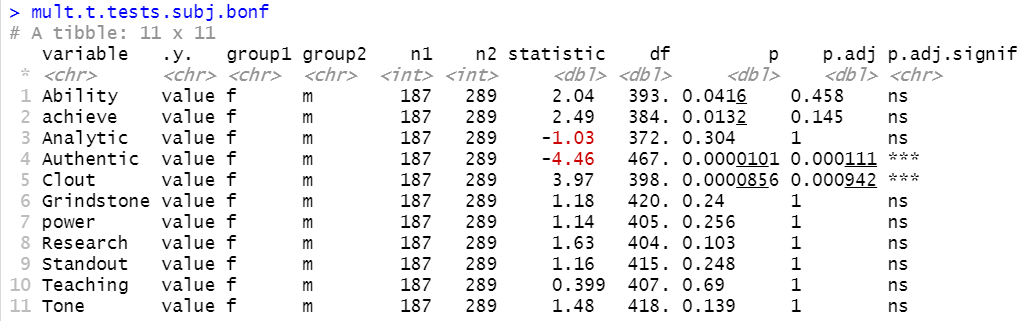 > mult.t.tests.subj.bonf
# A tibble: 11 x 11
   variable   .y.   group1 group2    n1    n2 statistic    df         p    p.adj p.adj.signif
 * <chr>      <chr> <chr>  <chr>  <int> <int>     <dbl> <dbl>     <dbl>    <dbl> <chr>
 1 Ability    value f      m        187   289     2.04   393. 0.0416    0.458    ns
 2 achieve    value f      m        187   289     2.49   384. 0.0132    0.145    ns
 3 Analytic   value f      m        187   289    -1.03   372. 0.304     1        ns
 4 Authentic  value f      m        187   289    -4.46   467. 0.0000101 0.000111 ***
 5 Clout      value f      m        187   289     3.97   398. 0.0000856 0.000942 ***
 6 Grindstone value f      m        187   289     1.18   420. 0.24      1        ns
 7 power      value f      m        187   289     1.14   405. 0.256     1        ns
 8 Research   value f      m        187   289     1.63   404. 0.103     1        ns
 9 Standout   value f      m        187   289     1.16   415. 0.248     1        ns
10 Teaching   value f      m        187   289     0.399  407. 0.69      1        ns
11 Tone       value f      m        187   289     1.48   418. 0.139     1        ns